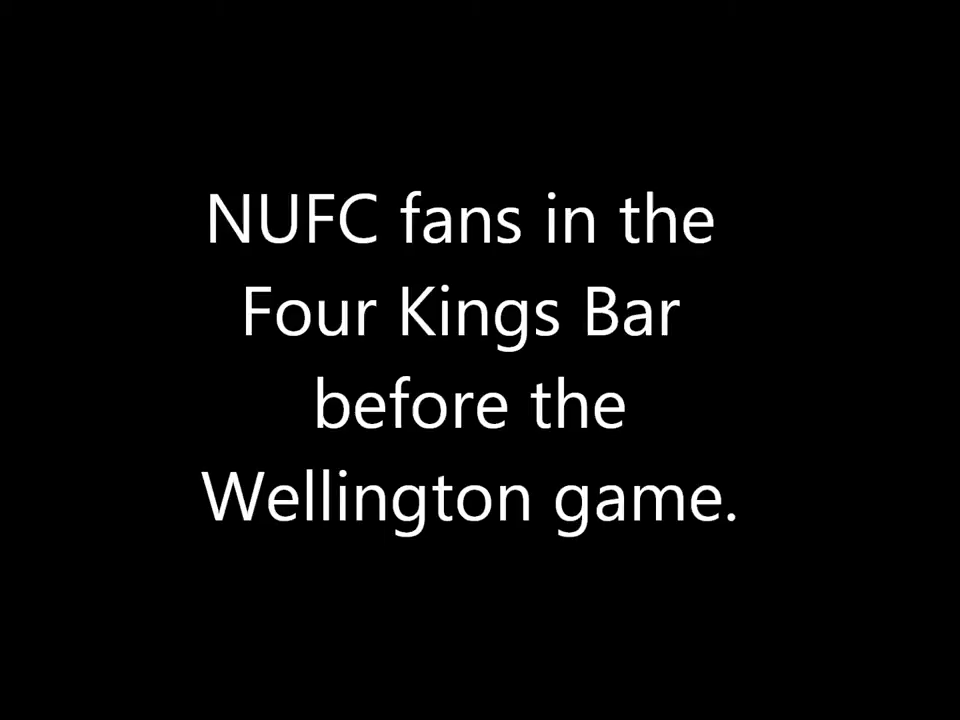 NUFC fans in the
Four Kings Bar
before the
Wellington game.